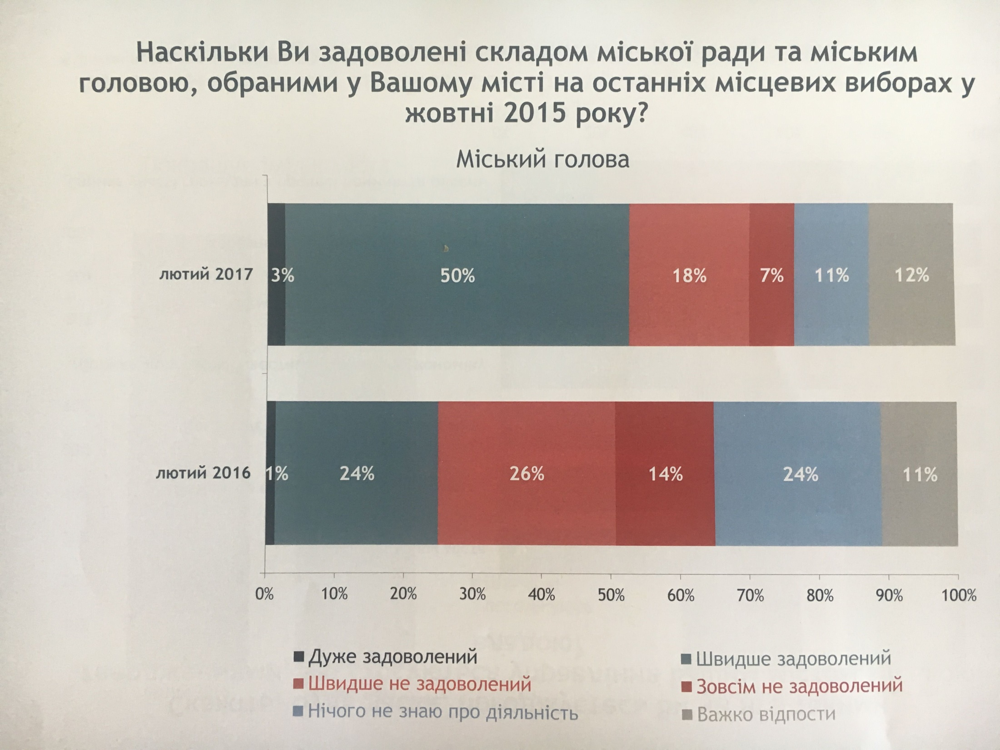 Наскільки Ви задоволені складом міської ради та міським
головою, обраними у Вашому місті на останніх місцевих виборах у
жовтні 2015 року?
Міський голова
лютий 2017 3% 50% 18% 7% 11% 12%
лютий 2016 1% 24% 26% 14% 24% 11%
0% 10% 20% 30% 40% 50% 60% 70% 80% 90% 100%
Дуже задоволений Швидше задоволений
Швидше не задоволений Зовсім не задоволений
Нічого не знаю про діяльність Важко відпости